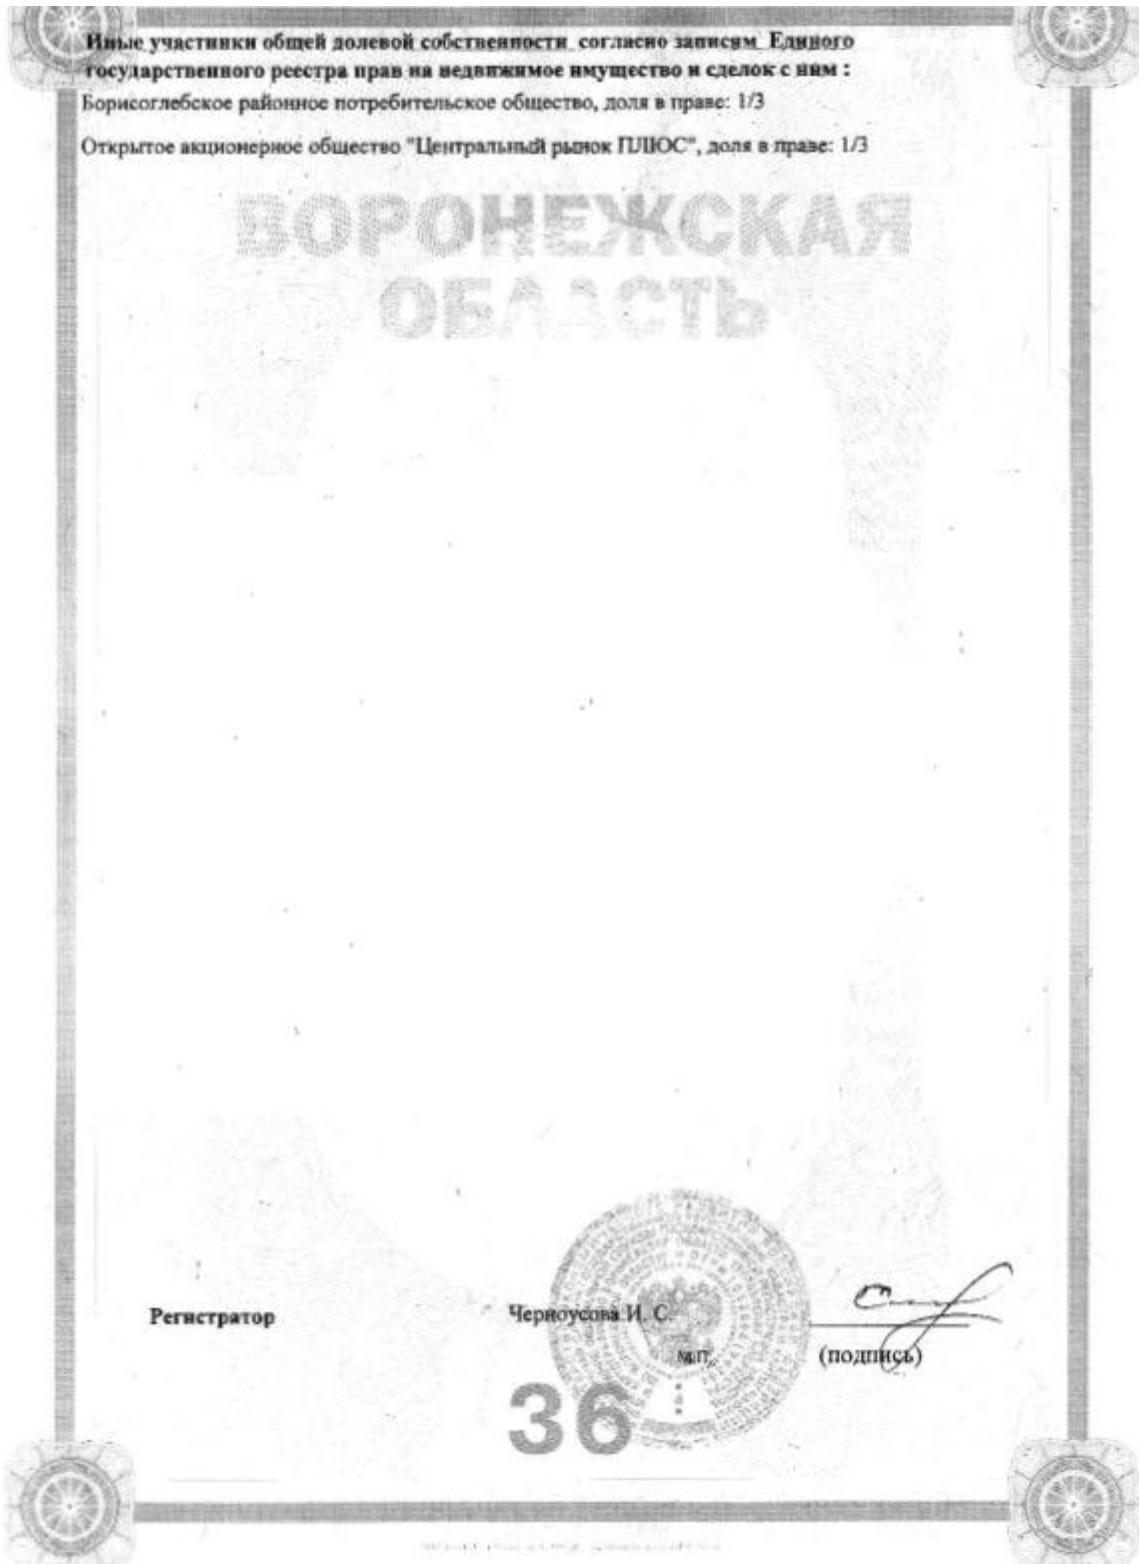 Иные участники общей долевой собственности согласно записям Единого
государственного реестра прав на недвижимое имущество и сделок с ним :
Борисоглебское районное потребительское общество, доля в праве: 1/3
Открытое акционерное общество "Центральный рынок ПЛЮС", доля в праве: 1/3
ВОРОНЕЖСКАЯ
ОБЛАСТЬ
Регистратор Черноусова И. С.
М.П. (подпись)
36